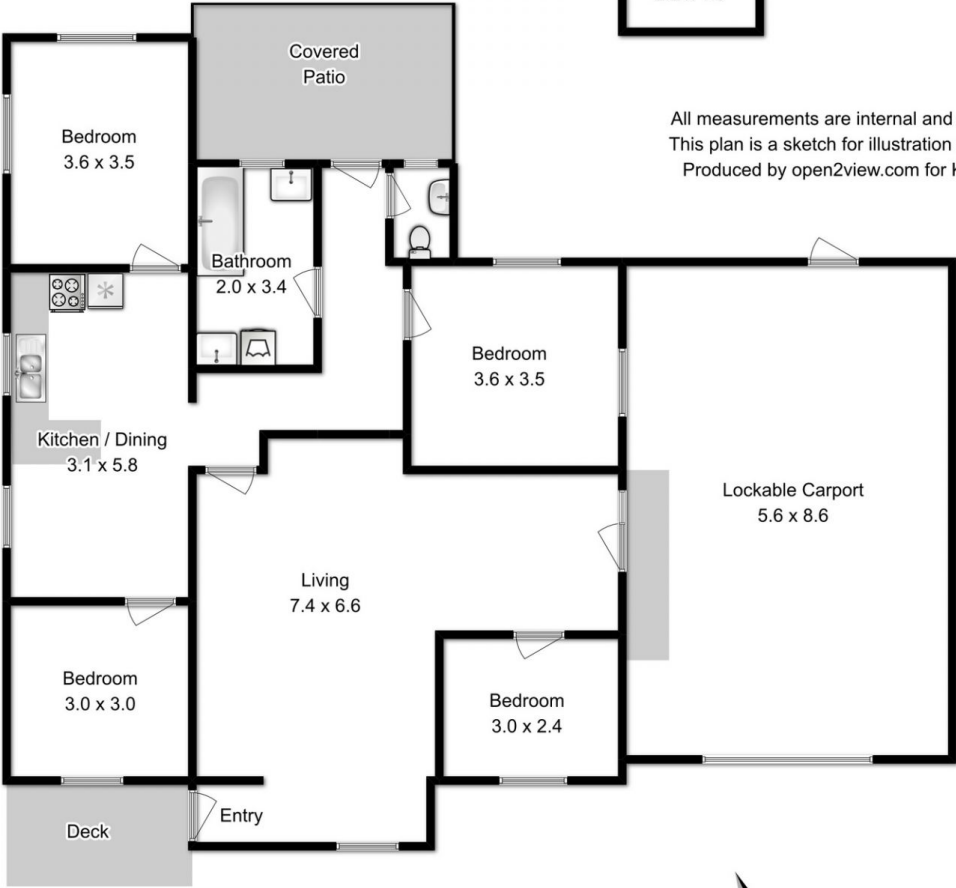 Covered
Patio
All measurements are internal and
This plan is a sketch for illustration
Produced by open2view.com for
Bedroom
3.6 x 3.5
Bathroom
2.0 x 3.4
Bedroom
3.6 x 3.5
Kitchen / Dining
3.1 x 5.8
Lockable Carport
5.6 x 8.6
Living
7.4 x 6.6
Bedroom
3.0 x 3.0
Bedroom
3.0 x 2.4
Entry
Deck